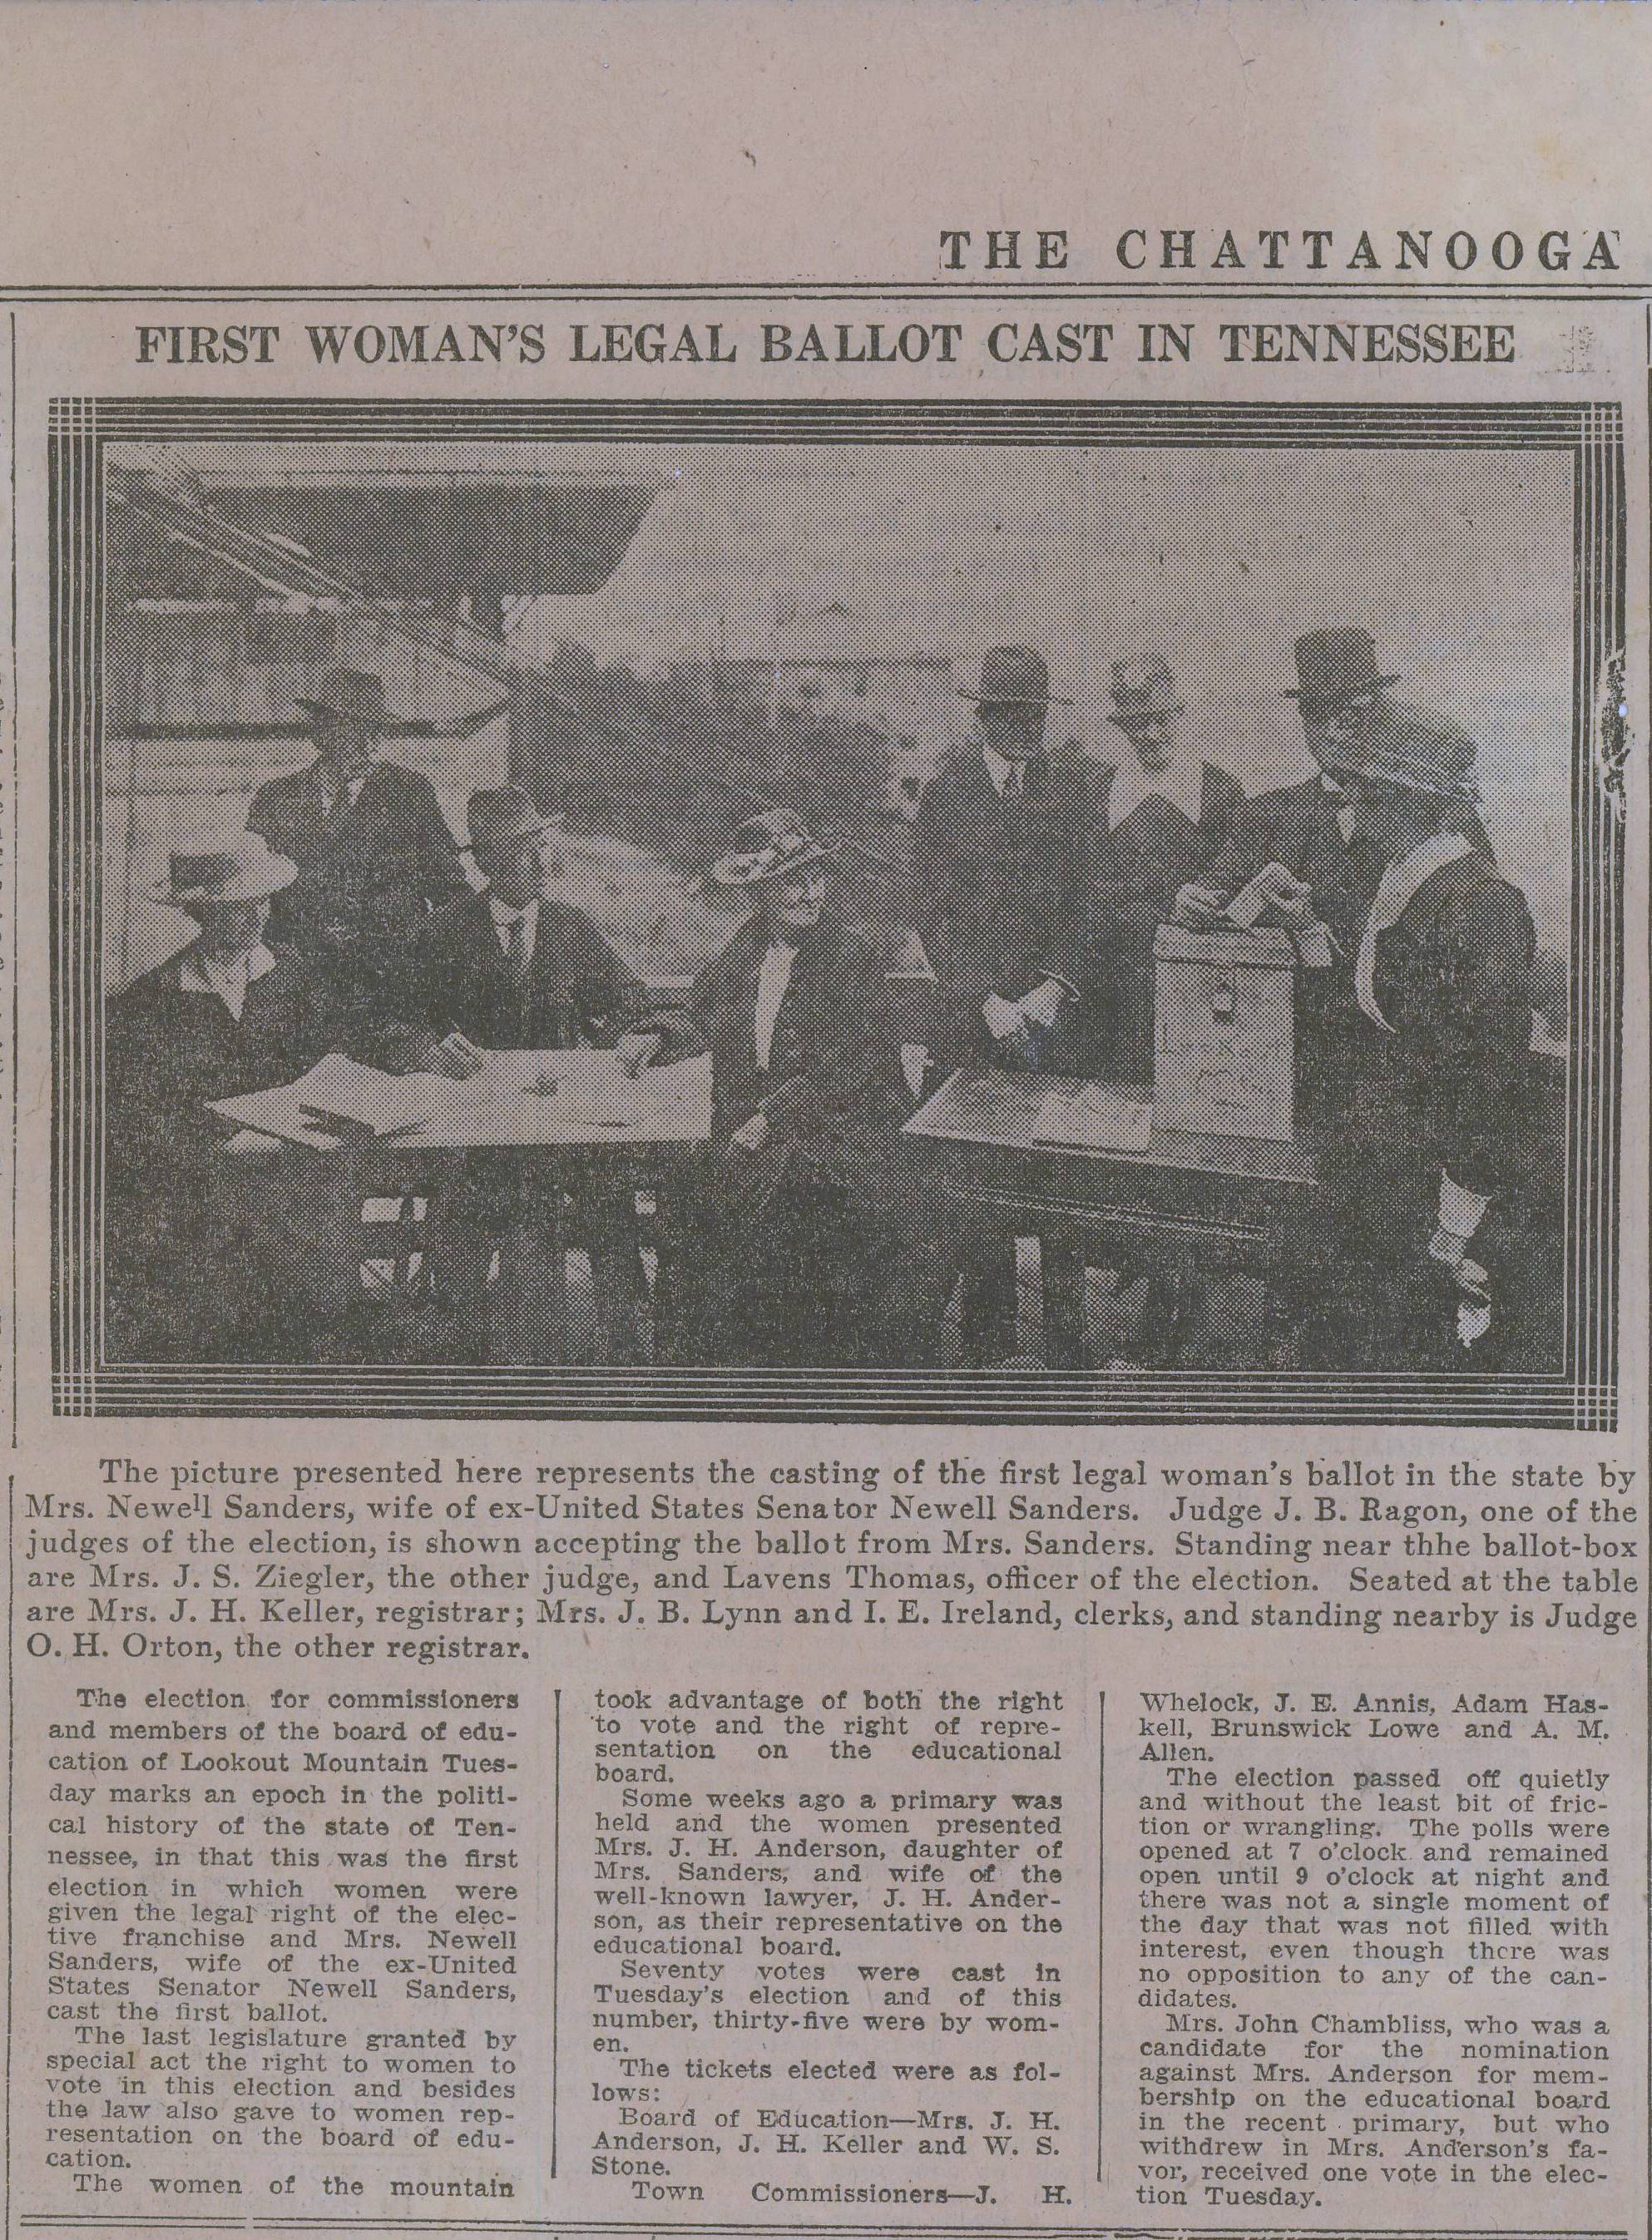 THE CHATTANOOGA
FIRST WOMAN'S LEGAL BALLOT CAST IN TENNESSEE
The picture presented here represents the casting of the first legal woman's ballot in the state by
Mrs. Newell Sanders, wife of ex-United States Senator Newell Sanders. Judge J. B. Ragon, one of the
judges of the election, is shown accepting the ballot from Mrs. Sanders. Standing near thhe ballot-box
are Mrs. J. S. Ziegler, the other judge, and Lavens Thomas, officer of the election. Seated at the table
are Mrs. J. H. Keller, registrar; Mrs. J. B. Lynn and I. E. Ireland, clerks, and standing nearby is Judge
O. H. Orton, the other registrar.
The election for commissioners
and members of the board of edu-
cation of Lookout Mountain Tues-
day marks an epoch in the politi-
cal history of the state of Ten-
nessee, in that this was the first
election in which women were
given the legal right of the elec-
tive franchise and Mrs. Newell
Sanders, wife of the ex-United
States Senator Newell Sanders,
cast the first ballot.
The last legislature granted by
special act the right to women to
vote in this election and besides
the law also gave to women rep-
resentation on the board of edu-
cation.
The women of the mountain
took advantage of both the right
to vote and the right of repre-
sentation on the educational
board.
Some weeks ago a primary was
held and the women presented
Mrs. J. H. Anderson, daughter of
Mrs. Sanders, and wife of the
well-known lawyer, J. H. Ander-
son, as their representative on the
educational board.
Seventy votes were cast in
Tuesday's election and of this
number, thirty-five were by wom-
en.
The tickets elected were as fol-
lows:
Board of Education—Mrs. J. H.
Anderson, J. H. Keller and W. S.
Stone.
Town Commissioners—J. H.
Whelock, J. E. Annis, Adam Has-
kell, Brunswick Lowe and A. M.
Allen.
The election passed off quietly
and without the least bit of fric-
tion or wrangling. The polls were
opened at 7 o'clock and remained
open until 9 o'clock at night and
there was not a single moment of
the day that was not filled with
interest, even though there was
no opposition to any of the can-
didates.
Mrs. John Chambliss, who was a
candidate for the nomination
against Mrs. Anderson for mem-
bership on the educational board
in the recent primary, but who
withdrew in Mrs. Anderson's fa-
vor, received one vote in the elec-
tion Tuesday.